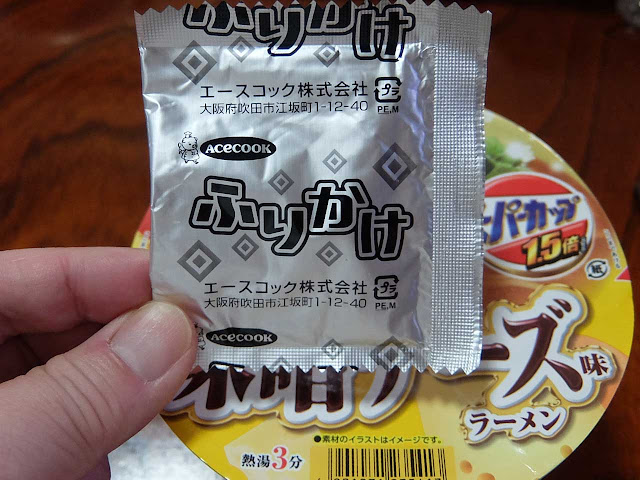 ふりかけ
エースコック株式会社
大阪府吹田市江坂町1-12-40
プラ
PE,M
ACECOOK
ふりかけ
エースコック株式会社
大阪府吹田市江坂町1-12-40
プラ
PE,M
ACECOOK
ーパーカップ
1.5倍
紙
ーズ味
ラーメン
●素材のイラストはイメージです。
熱湯3分